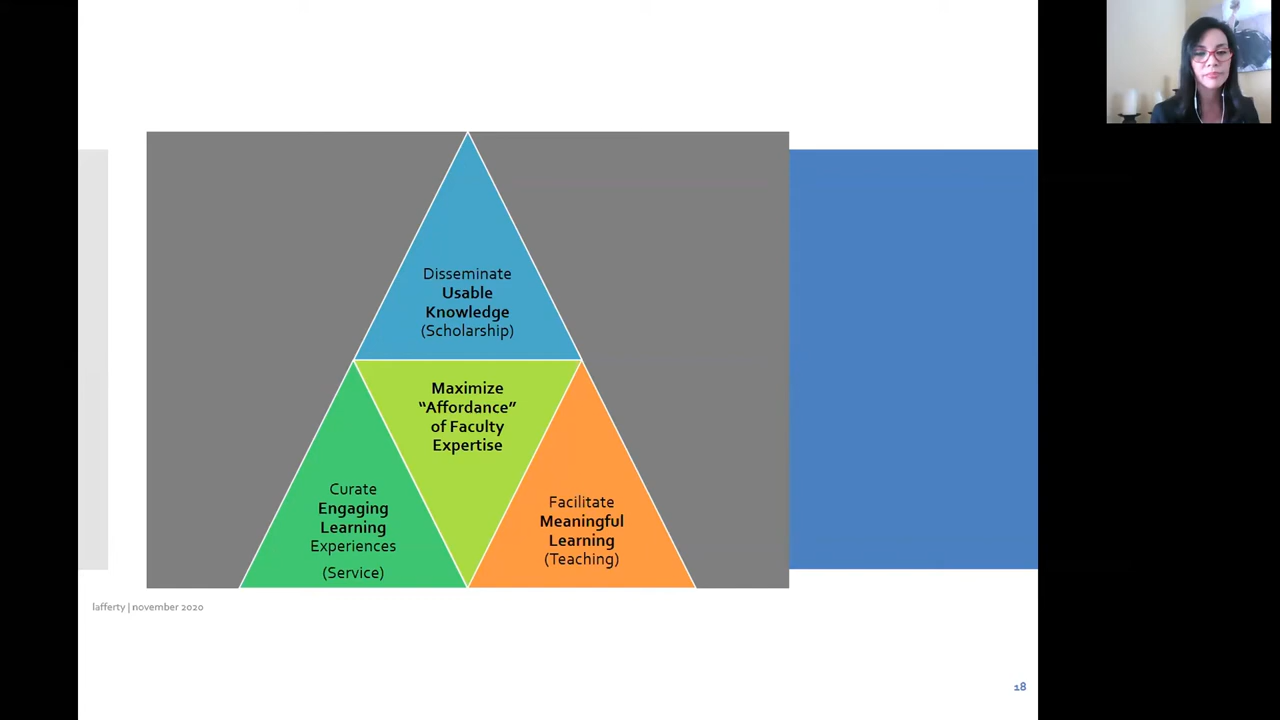 Disseminate
Usable
Knowledge
(Scholarship)
Maximize
“Affordance”
of Faculty
Expertise
Curate
Engaging
Learning
Experiences
(Service)
Facilitate
Meaningful
Learning
(Teaching)
lafferty | november 2020
18